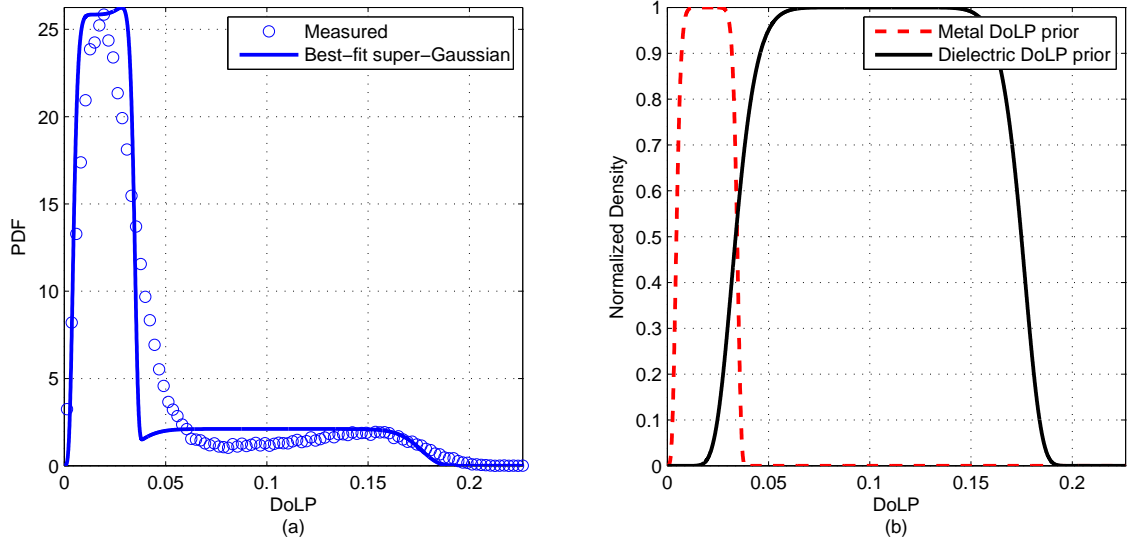 Measured
Best−fit super−Gaussian
25
20
15
10
5
0
PDF
0
0.05
0.1
0.15
0.2
DoLP
(a)
Metal DoLP prior
Dielectric DoLP prior
1
0.9
0.8
0.7
0.6
0.5
0.4
0.3
0.2
0.1
0
Normalized Density
0
0.05
0.1
0.15
0.2
DoLP
(b)